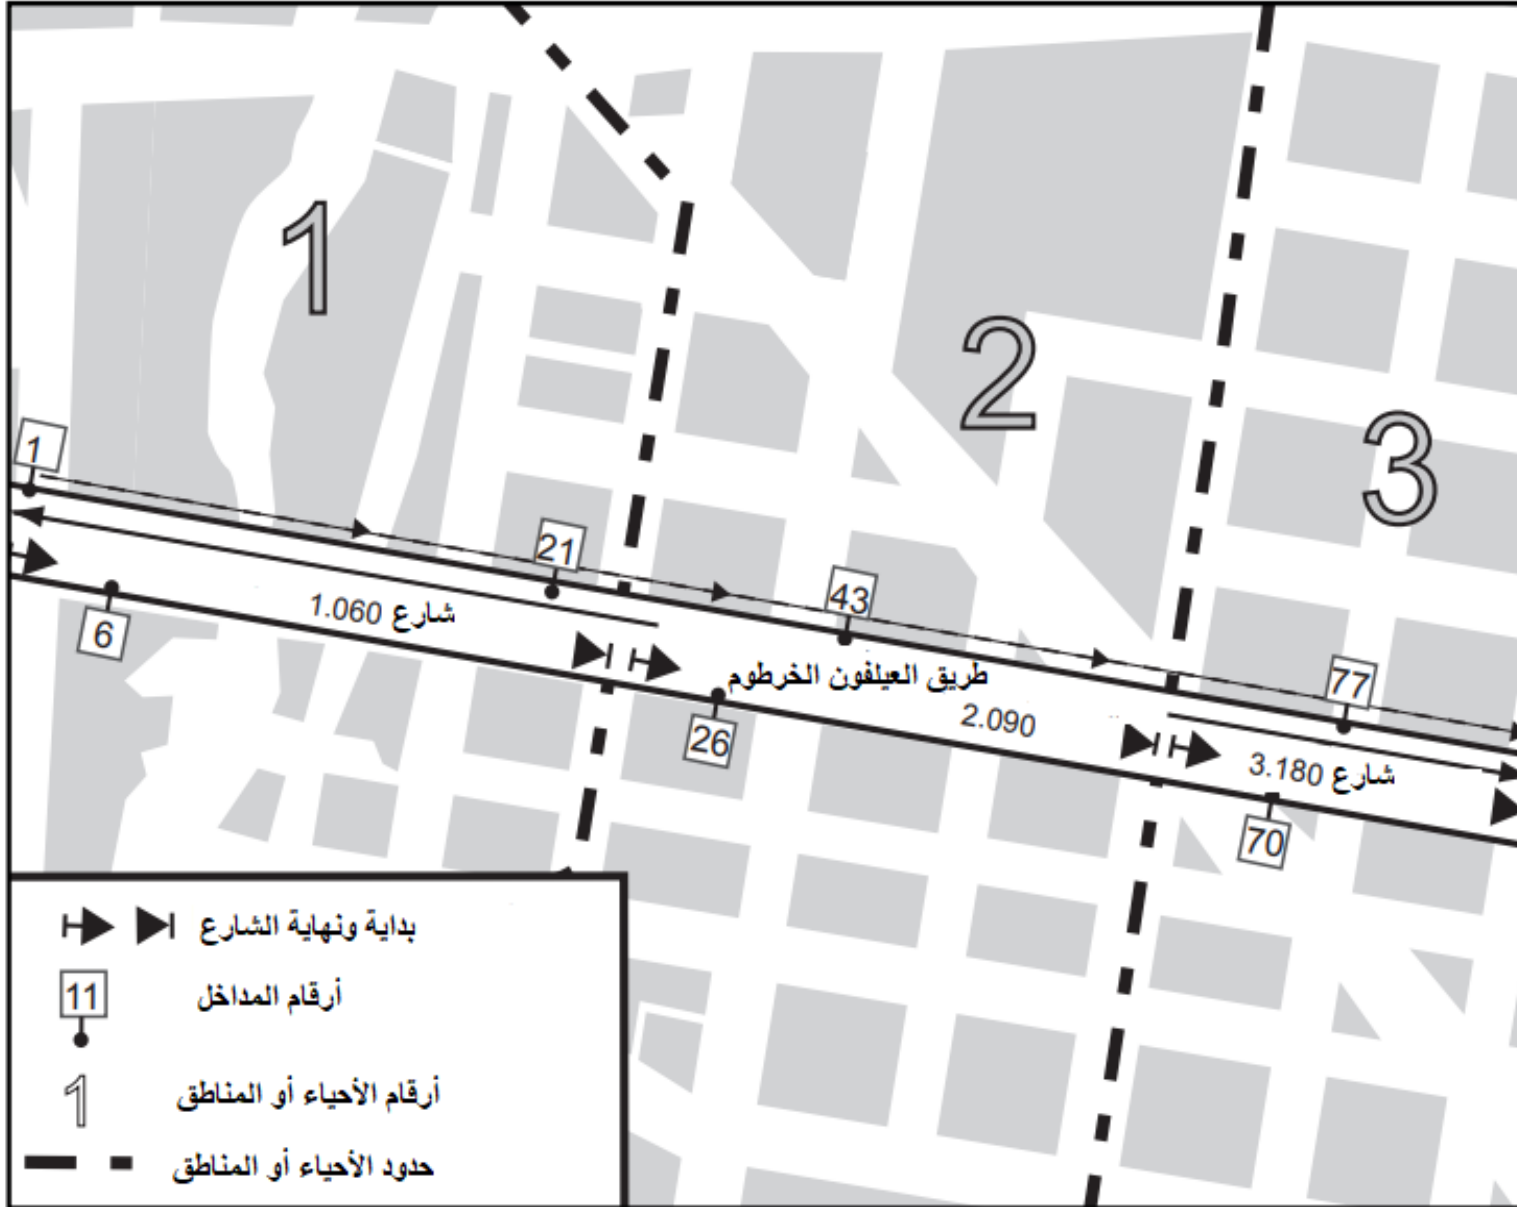 1
2
3
1
21
43
77
6
شارع 1.060
طريق العيلفون الخرطوم
26
2.090
شارع 3.180
70
بداية ونهاية الشارع
11
أرقام المداخل
1
أرقام الأحياء أو المناطق
حدود الأحياء أو المناطق